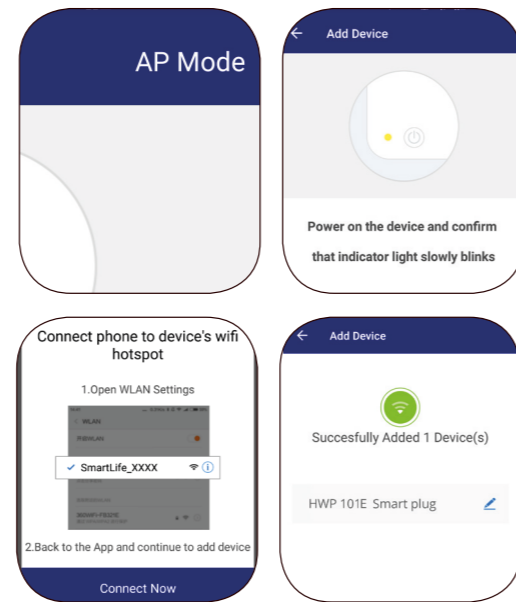 AP Mode
Add Device
Power on the device and confirm
that indicator light slowly blinks
Connect phone to device's wifi
hotspot
1.Open WLAN Settings
WLAN
SmartLife_XXXX
2.Back to the App and continue to add device
Connect Now
Add Device
Succesfully Added 1 Device(s)
HWP 101E Smart plug